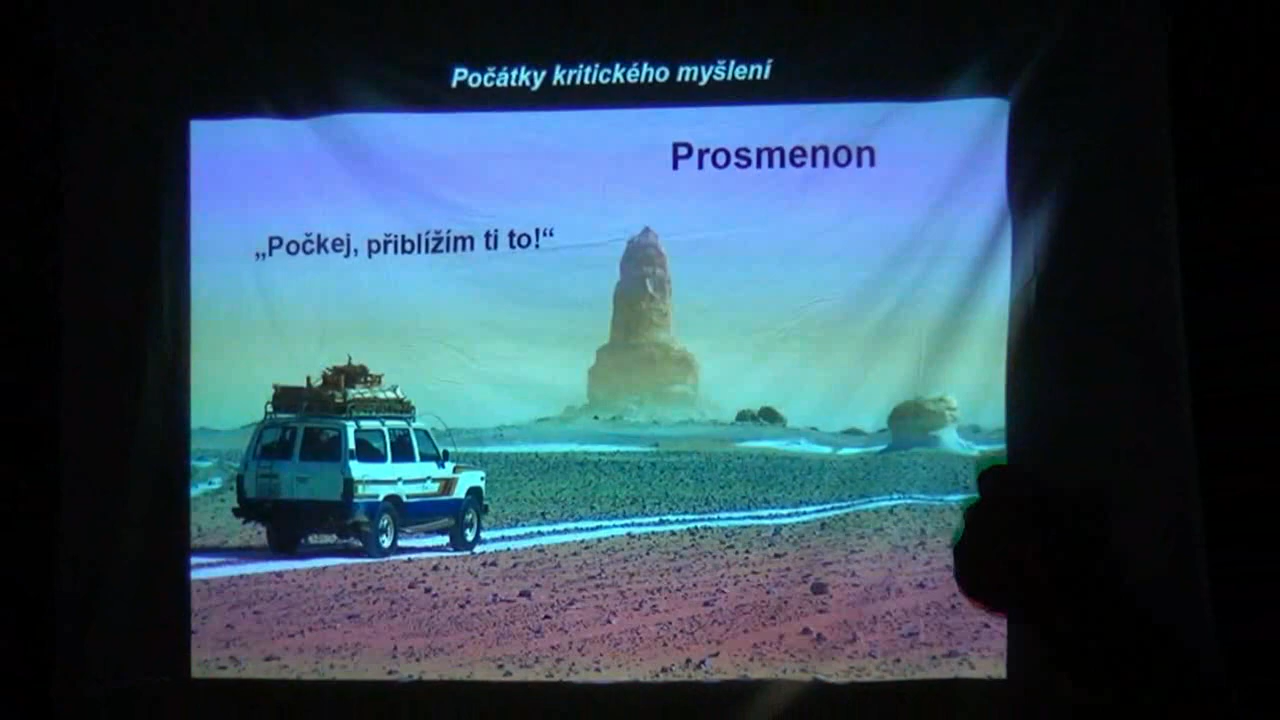 Počátky kritického myšlení
Prosmenon
„Počkej, přiblížím ti to!“